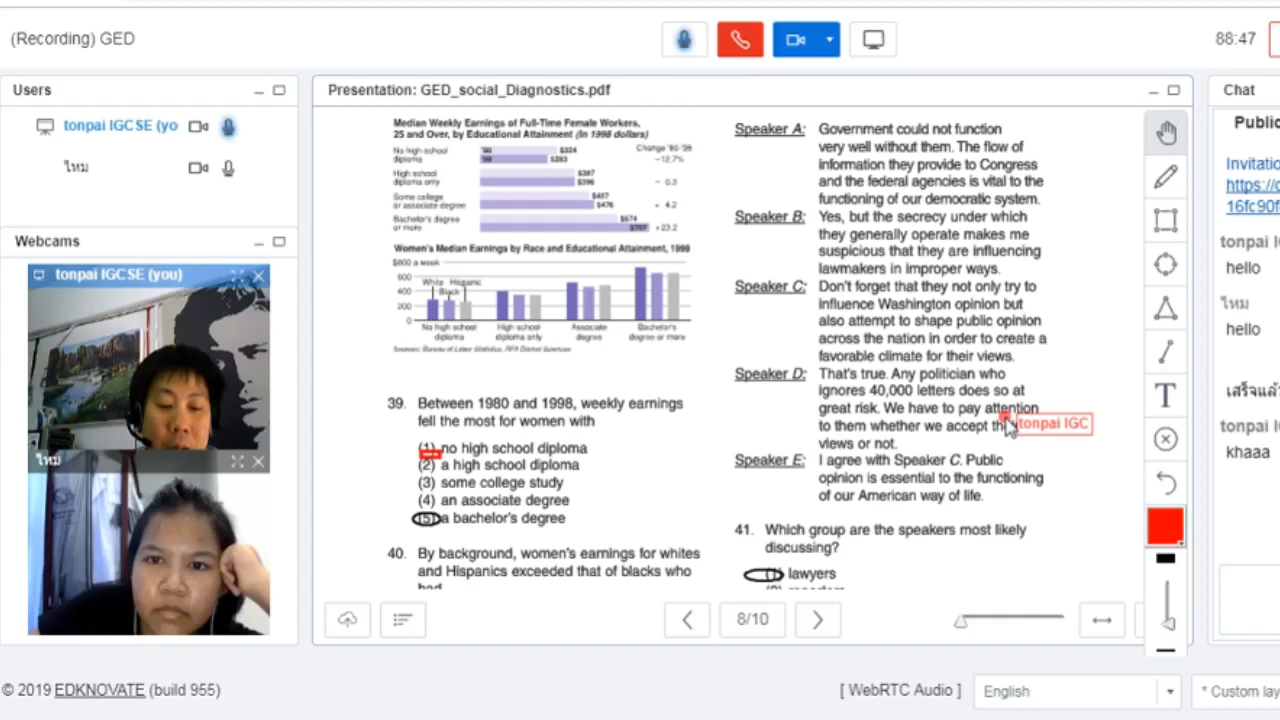 (Recording) GED
88:47
Users
tonpai IGCSE (yo
ไหม
Webcams
tonpai IGCSE (you)
ไหม
Presentation: GED_social_Diagnostics.pdf
Median Weekly Earnings of Full-Time Female Workers,
25 and Over, by Educational Attainment (In 1998 dollars)
Change '80-'98
No high school
diploma
'80 $324
'98 $283
−12.7%
High school
diploma only
$397
$396
− 0.3
Some college
or associate degree
$457
$476
+ 4.2
Bachelor's degree
or more
$574
$707
+23.2
Women's Median Earnings by Race and Educational Attainment, 1998
$800 a week
600
400
200
0
White Hispanic
Black
No high school
diploma
High school
diploma only
Associate
degree
Bachelor's
degree or more
Sources: Bureau of Labor Statistics,
39. Between 1980 and 1998, weekly earnings
fell the most for women with
(1) no high school diploma
(2) a high school diploma
(3) some college study
(4) an associate degree
(5) a bachelor's degree
40. By background, women's earnings for whites
and Hispanics exceeded that of blacks who
had
Speaker A: Government could not function
very well without them. The flow of
information they provide to Congress
and the federal agencies is vital to the
functioning of our democratic system.
Speaker B: Yes, but the secrecy under which
they generally operate makes me
suspicious that they are influencing
lawmakers in improper ways.
Speaker C: Don't forget that they not only try to
influence Washington opinion but
also attempt to shape public opinion
across the nation in order to create a
favorable climate for their views.
Speaker D: That's true. Any politician who
ignores 40,000 letters does so at
great risk. We have to pay attention
to them whether we accept th
views or not.
tonpai IGC
Speaker E: I agree with Speaker C. Public
opinion is essential to the functioning
of our American way of life.
41. Which group are the speakers most likely
discussing?
(1) lawyers
(2) reporters
8/10
T
Chat
Public
Invitatio
https://c
16fc90f
tonpai I
hello
ไหม
hello
เสร็จแล้ว
tonpai I
khaaa
© 2019 EDKNOVATE (build 955)
[ WebRTC Audio ]
English
* Custom lay